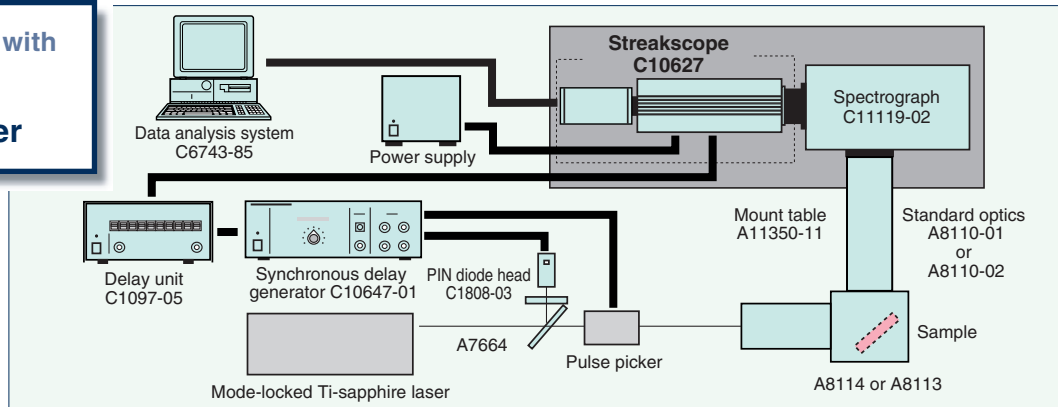 with
er
Data analysis system
C6743-85
Power supply
Streakscope
C10627
Spectrograph
C11119-02
Delay unit
C1097-05
Synchronous delay
generator C10647-01
PIN diode head
C1808-03
A7664
Pulse picker
Mode-locked Ti-sapphire laser
Mount table
A11350-11
Standard optics
A8110-01
or
A8110-02
Sample
A8114 or A8113